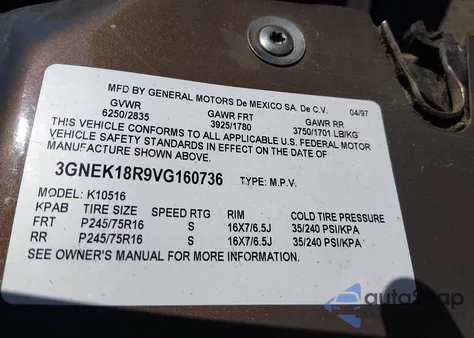 MFD BY GENERAL MOTORS De MEXICO SA. De C.V. 04/97
GVWR GAWR FRT GAWR RR
6250/2835 3925/1780 3750/1701 LB/KG
THIS VEHICLE CONFORMS TO ALL APPLICABLE U.S. FEDERAL MOTOR
VEHICLE SAFETY STANDARDS IN EFFECT ON THE DATE OF
MANUFACTURE SHOWN ABOVE.
3GNEK18R9VG160736 TYPE: M.P.V.
MODEL: K10516
KPAB TIRE SIZE SPEED RTG RIM COLD TIRE PRESSURE
FRT P245/75R16 S 16X7/6.5J 35/240 PSI/KPA
RR P245/75R16 S 16X7/6.5J 35/240 PSI/KPA
SEE OWNER'S MANUAL FOR MORE INFORMATION.